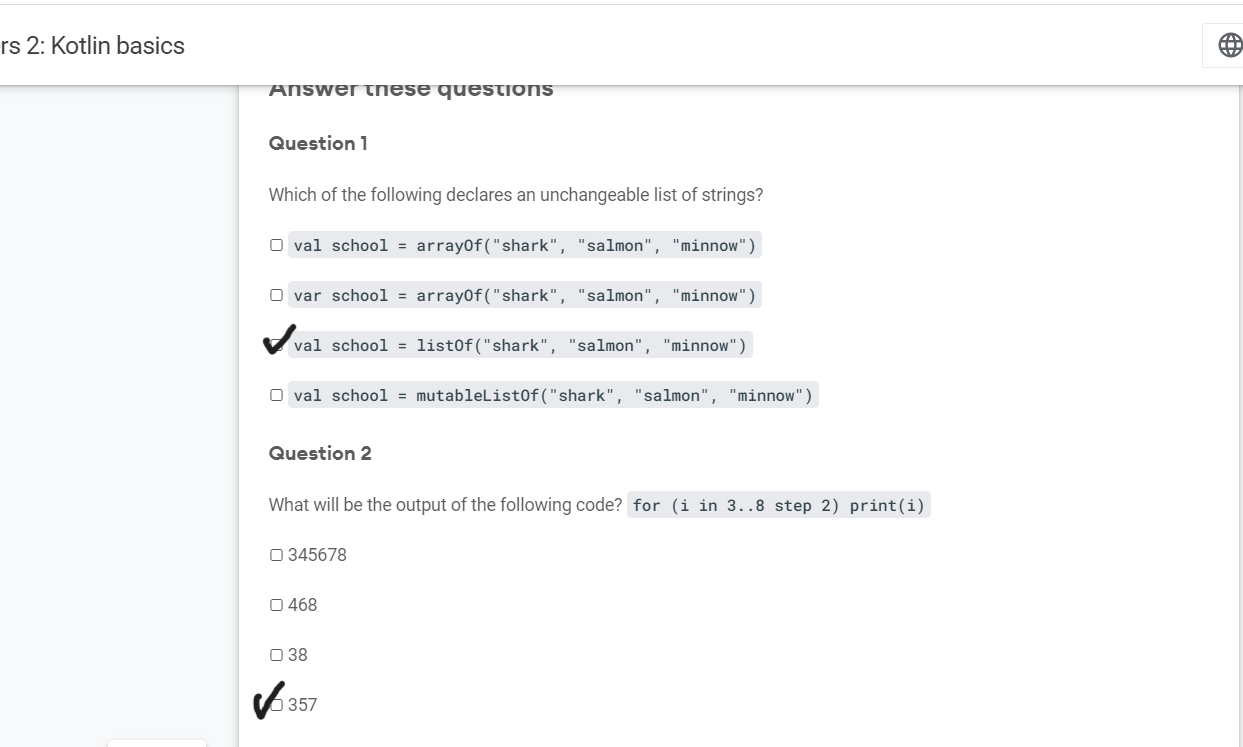 rs 2: Kotlin basics
Answer these questions
Question 1
Which of the following declares an unchangeable list of strings?
val school = arrayOf("shark", "salmon", "minnow")
var school = arrayOf("shark", "salmon", "minnow")
val school = listOf("shark", "salmon", "minnow")
val school = mutableListOf("shark", "salmon", "minnow")
Question 2
What will be the output of the following code? for (i in 3..8 step 2) print(i)
345678
468
38
357